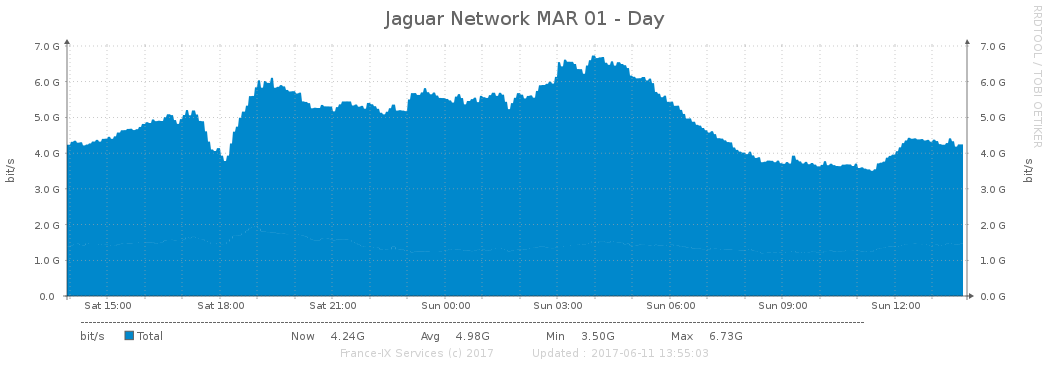 Jaguar Network MAR 01 - Day
RRDTOOL / TOBI OETIKER
7.0 G 7.0 G
6.0 G 6.0 G
5.0 G 5.0 G
4.0 G 4.0 G
3.0 G 3.0 G
2.0 G 2.0 G
1.0 G 1.0 G
0.0 0.0 G
bit/s
bit/s
Sat 15:00 Sat 18:00 Sat 21:00 Sun 00:00 Sun 03:00 Sun 06:00 Sun 09:00 Sun 12:00
bit/s Total Now 4.24G Avg 4.98G Min 3.50G Max 6.73G
France-IX Services (c) 2017 Updated : 2017-06-11 13:55:03